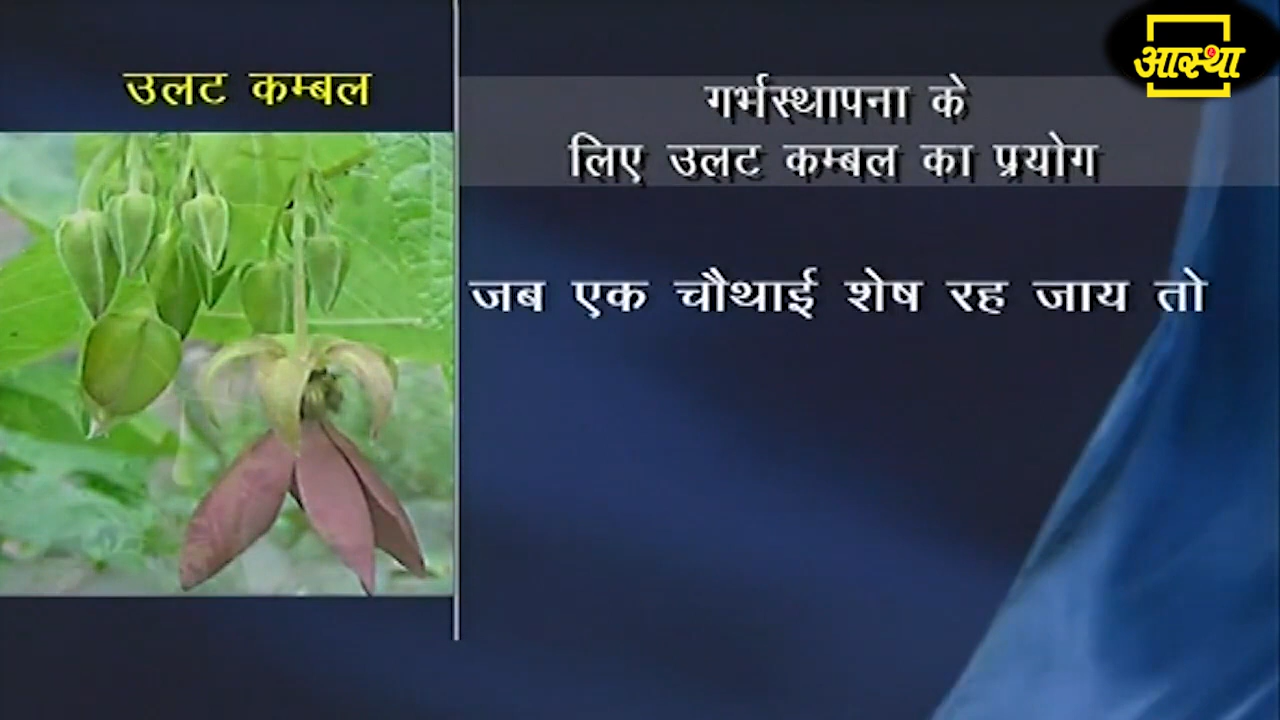 आस्था
उलट कम्बल
गर्भस्थापना के
लिए उलट कम्बल का प्रयोग
जब एक चौथाई शेष रह जाय तो